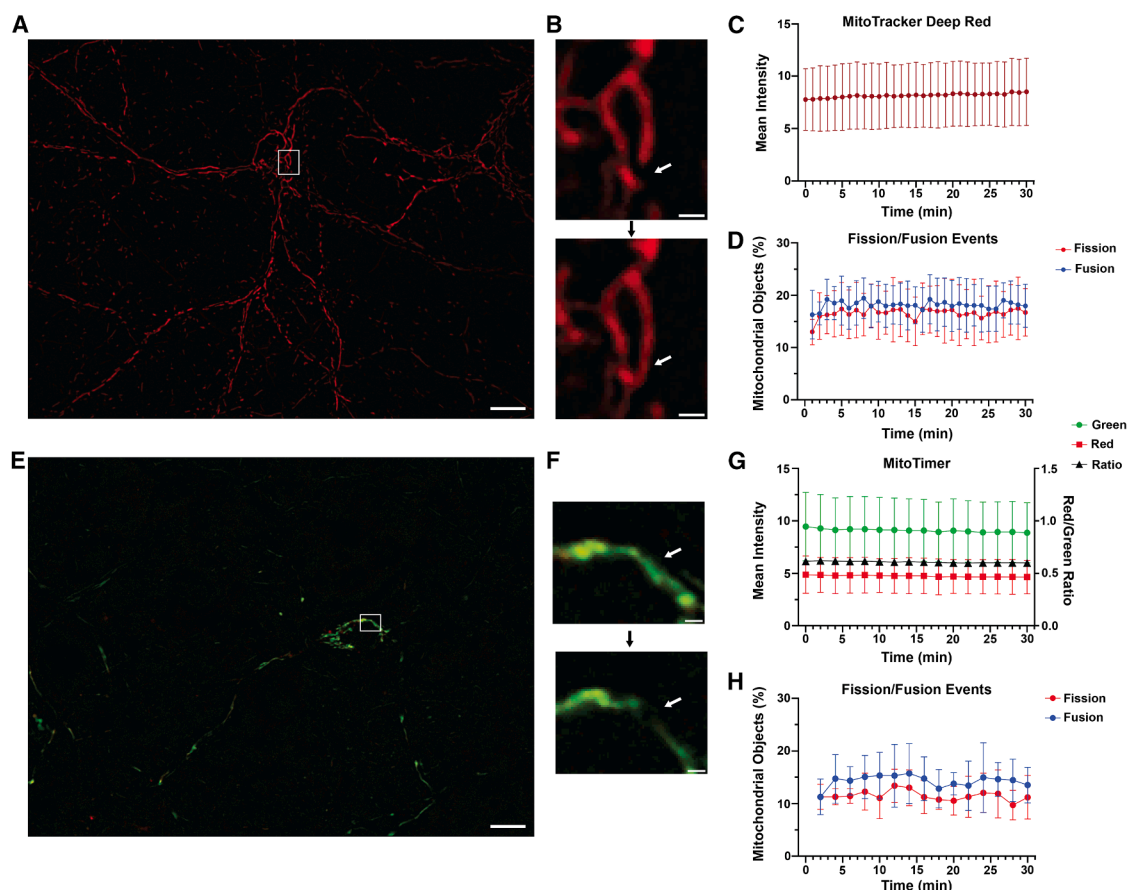 A
B
C
MitoTracker Deep Red
Mean Intensity
15
10
5
0
0 5 10 15 20 25 30
Time (min)
D
Fission/Fusion Events
Mitochondrial Objects (%)
30
20
10
0
0 5 10 15 20 25 30
Time (min)
Fission
Fusion
E
F
G
MitoTimer
Green
Red
Ratio
Mean Intensity
15
10
5
0
1.5
1.0
0.5
0.0
Red/Green
Ratio
0 5 10 15 20 25 30
Time (min)
H
Fission/Fusion Events
Fission
Fusion
Mitochondrial Objects (%)
30
20
10
0
0 5 10 15 20 25 30
Time (min)